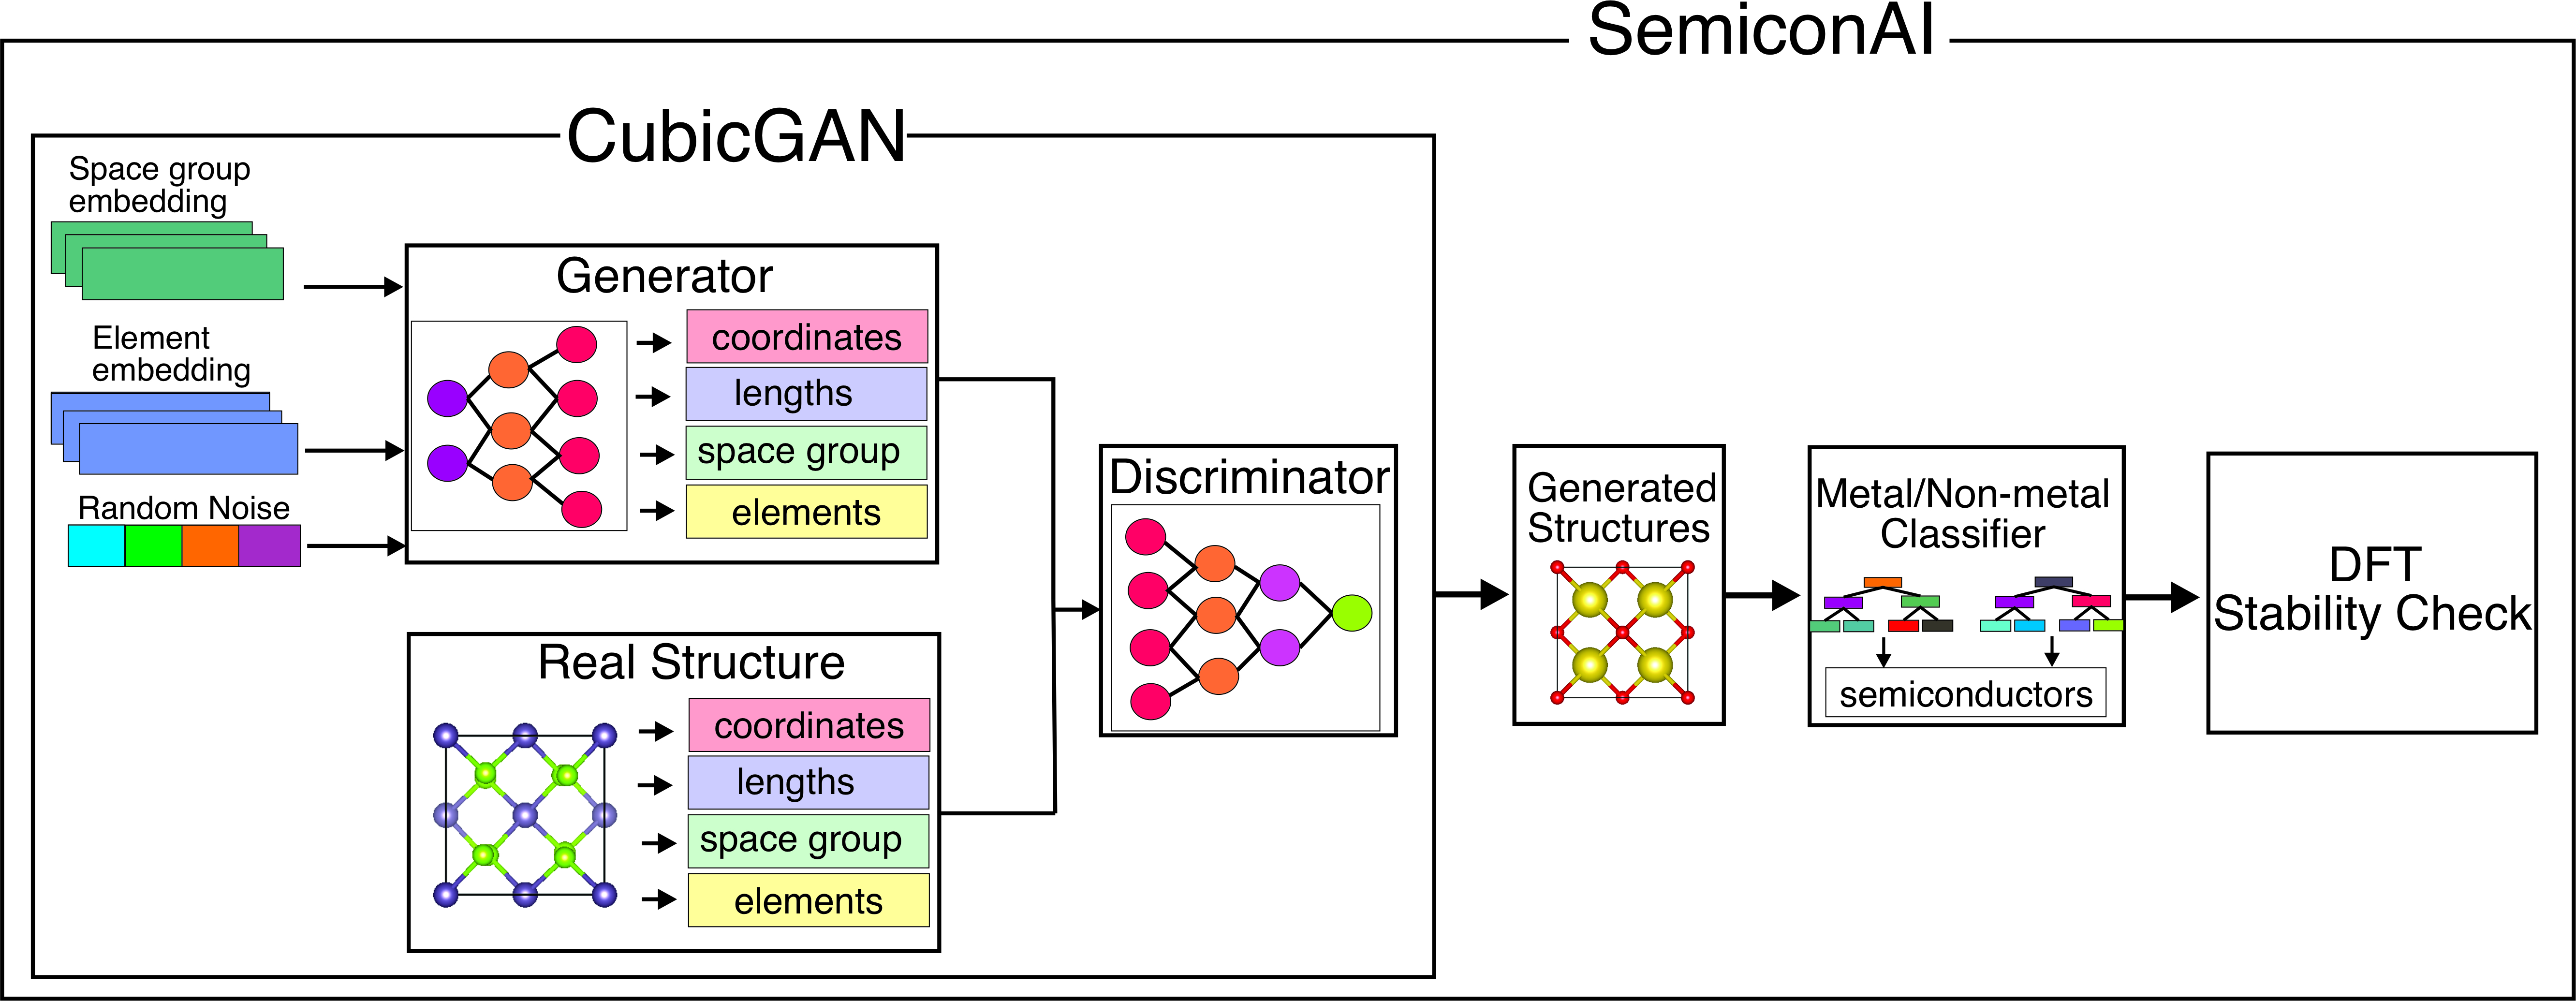 SemiconAI
CubicGAN
Space group
embedding
Element
embedding
Random Noise
Generator
coordinates
lengths
space group
elements
Real Structure
coordinates
lengths
space group
elements
Discriminator
Generated
Structures
Metal/Non-metal
Classifier
semiconductors
DFT
Stability Check